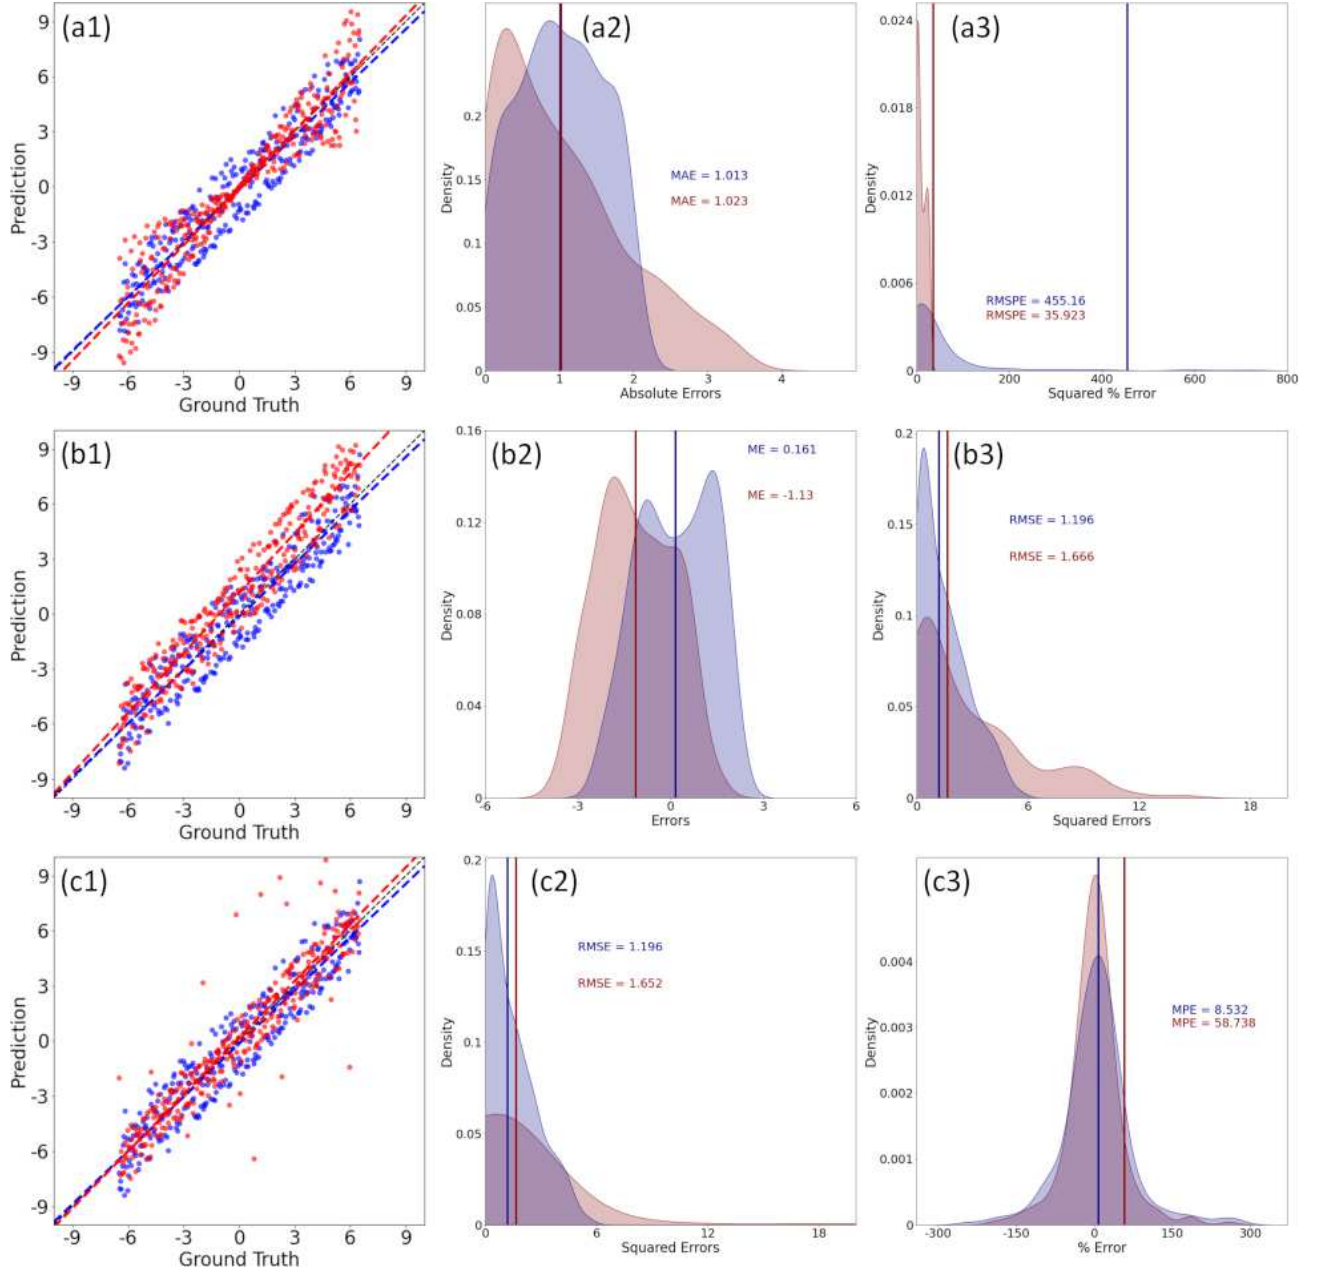 (a1)
9
6
3
0
-3
-6
-9
Prediction
-9 -6 -3 0 3 6 9
Ground Truth
(a2)
0.2
0.15
0.1
0.05
0
Density
MAE = 1.013
MAE = 1.023
0 1 2 3 4
Absolute Errors
(a3)
0.024
0.018
0.012
0.006
0
Density
RMSPE = 455.16
RMSPE = 35.923
0 200 400 600 800
Squared % Error
(b1)
9
6
3
0
-3
-6
-9
Prediction
-9 -6 -3 0 3 6 9
Ground Truth
(b2)
0.16
0.12
0.08
0.04
0
Density
ME = 0.161
ME = -1.13
-6 -3 0 3 6
Errors
(b3)
0.2
0.15
0.1
0.05
0
Density
RMSE = 1.196
RMSE = 1.666
0 6 12 18
Squared Errors
(c1)
9
6
3
0
-3
-6
-9
Prediction
-9 -6 -3 0 3 6 9
Ground Truth
(c2)
0.2
0.15
0.1
0.05
0
Density
RMSE = 1.196
RMSE = 1.652
0 6 12 18
Squared Errors
(c3)
0.004
0.003
0.002
0.001
0
Density
MPE = 8.532
MPE = 58.738
-300 -150 0 150 300
% Error